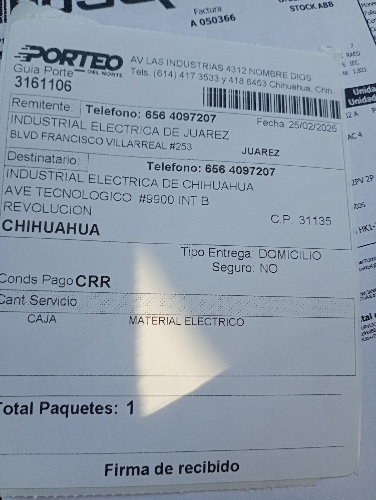 Factura
A 050366
STOCK ABB
PORTEO
DEL NORTE
AV LAS INDUSTRIAS 4312 NOMBRE DIOS
Tels. (614) 417 3533 y 418 6453 Chihuahua, Chih.
Guia Porte
3161106
Remitente: Telefono: 656 4097207
Fecha 25/02/2025
INDUSTRIAL ELECTRICA DE JUAREZ
BLVD FRANCISCO VILLARREAL #253
JUAREZ
Destinatario: Telefono: 656 4097207
INDUSTRIAL ELECTRICA DE CHIHUAHUA
AVE TECNOLOGICO #9900 INT B
REVOLUCION
C.P. 31135
CHIHUAHUA
Tipo Entrega: DOMICILIO
Seguro: NO
Conds Pago CRR
Cant Servicio
CAJA MATERIAL ELECTRICO
Total Paquetes: 1
Firma de recibido